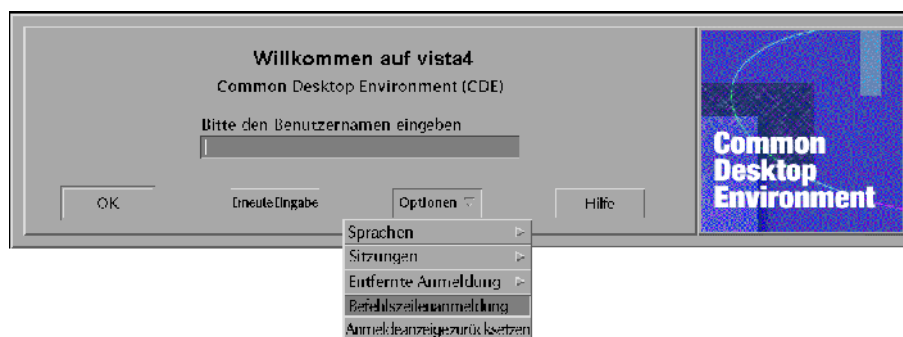 Willkommen auf vista4
Common Desktop Environment (CDE)
Bitte den Benutzernamen eingeben
OK
Erneute Eingabe
Optionen
Hilfe
Sprachen
Sitzungen
Entfernte Anmeldung
Befehlszeilenanmeldung
Anmeldeanzeige zurücksetzen
Common
Desktop
Environment